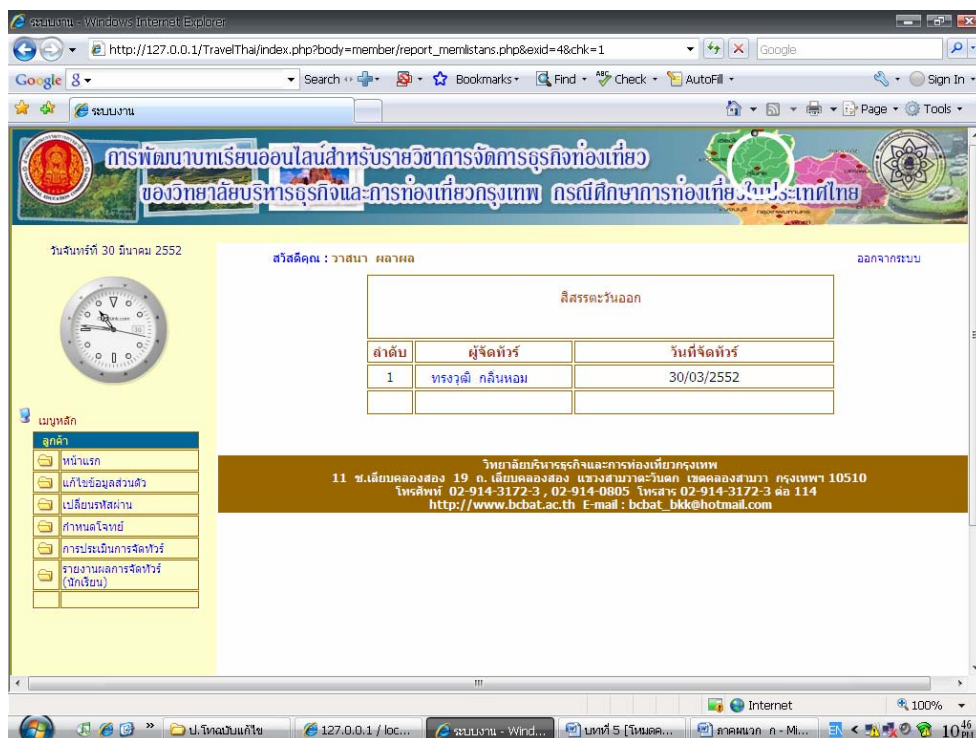 ระบบงาน - Windows Internet Explorer
http://127.0.0.1/TravelThai/index.php?body=member/report_memlistans.php&exid=4&chk=1
Google
Google
Search
Bookmarks
Find
Check
AutoFill
Sign In
ระบบงาน
Page
Tools
การพัฒนาบทเรียนออนไลน์สำหรับรายวิชาการจัดการธุรกิจท่องเที่ยว
ของวิทยาลัยบริหารธุรกิจและการท่องเที่ยวกรุงเทพ กรณีศึกษาการท่องเที่ยวในประเทศไทย
วันจันทร์ที่ 30 มีนาคม 2552
สวัสดีคุณ : วาสนา ผลาผล
ออกจากระบบ
สีสรรตะวันออก
ลำดับ ผู้จัดทัวร์ วันที่จัดทัวร์
1 ทรงวุฒิ กลิ่นหอม 30/03/2552
เมนูหลัก
ลูกค้า
หน้าแรก
แก้ไขข้อมูลส่วนตัว
เปลี่ยนรหัสผ่าน
กำหนดโจทย์
การประเมินการจัดทัวร์
รายงานผลการจัดทัวร์
(นักเรียน)
วิทยาลัยบริหารธุรกิจและการท่องเที่ยวกรุงเทพ
11 ซ.เลียบคลองสอง 19 ถ. เลียบคลองสอง แขวงสามวาตะวันตก เขตคลองสามวา กรุงเทพฯ 10510
โทรศัพท์ 02-914-3172-3 , 02-914-0805 โทรสาร 02-914-3172-3 ต่อ 114
http://www.bcbat.ac.th E-mail : bcbat_bkk@hotmail.com
Internet
100%
ป.โทฉบับแก้ไข
127.0.0.1 / loc...
ระบบงาน - Wind...
บทที่ 5 [โหมดค...
ภาคผนวก ก - Mi...
EN
10 46 PM